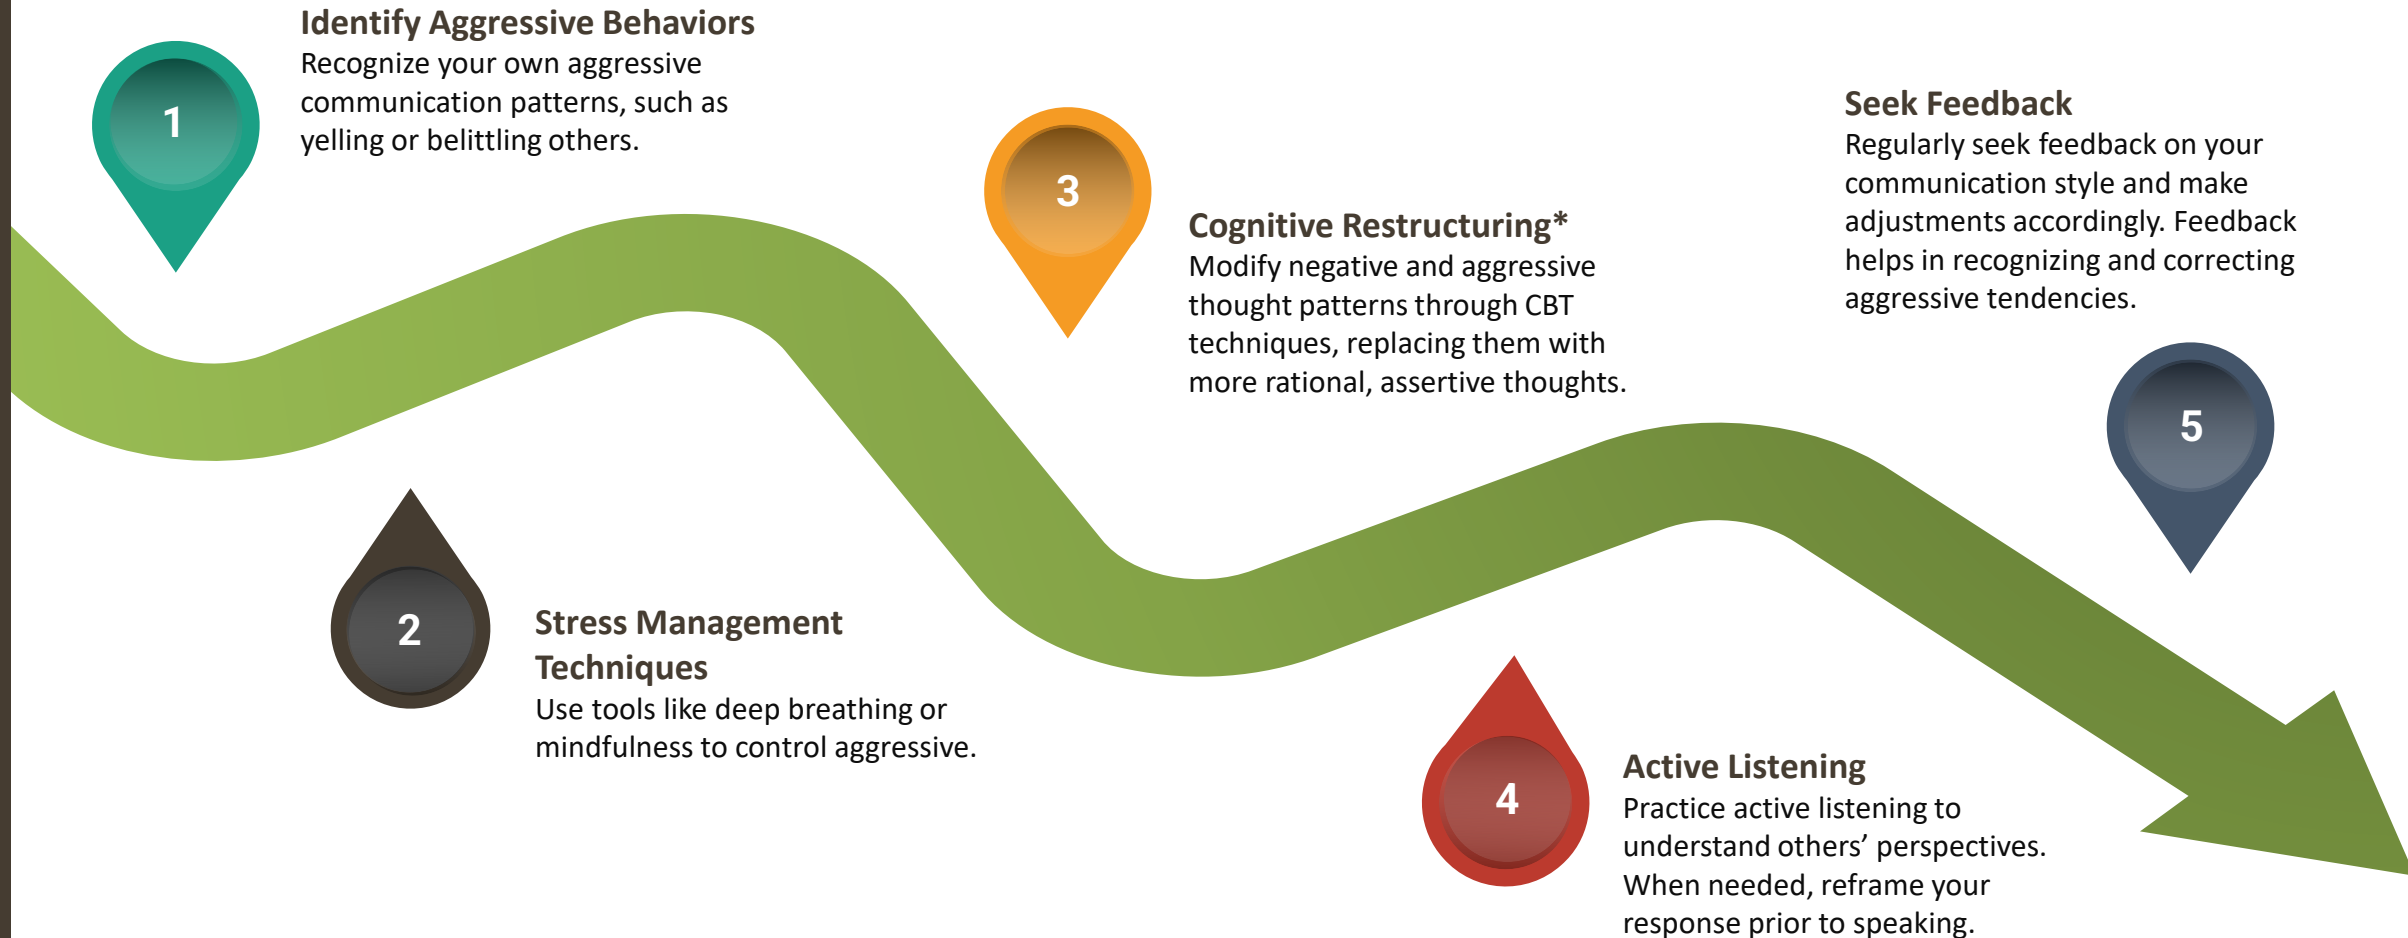 1
Identify Aggressive Behaviors
Recognize your own aggressive
communication patterns, such as
yelling or belittling others.
2
Stress Management
Techniques
Use tools like deep breathing or
mindfulness to control aggressive.
3
Cognitive Restructuring*
Modify negative and aggressive
thought patterns through CBT
techniques, replacing them with
more rational, assertive thoughts.
4
Active Listening
Practice active listening to
understand others’ perspectives.
When needed, reframe your
response prior to speaking.
Seek Feedback
Regularly seek feedback on your
communication style and make
adjustments accordingly. Feedback
helps in recognizing and correcting
aggressive tendencies.
5